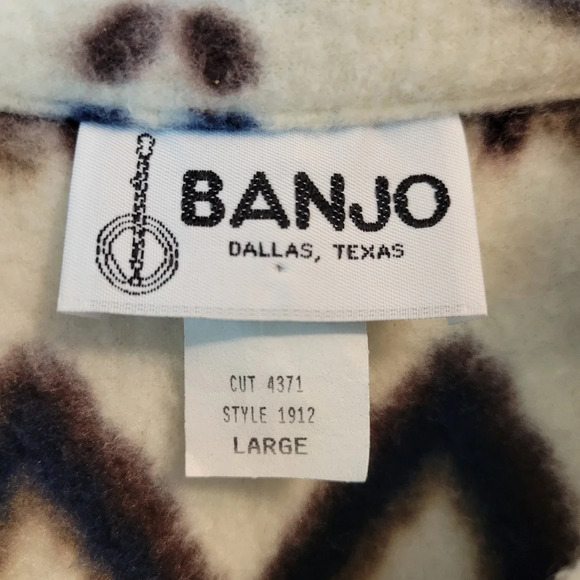 BANJO
DALLAS, TEXAS
CUT 4371
STYLE 1912
LARGE